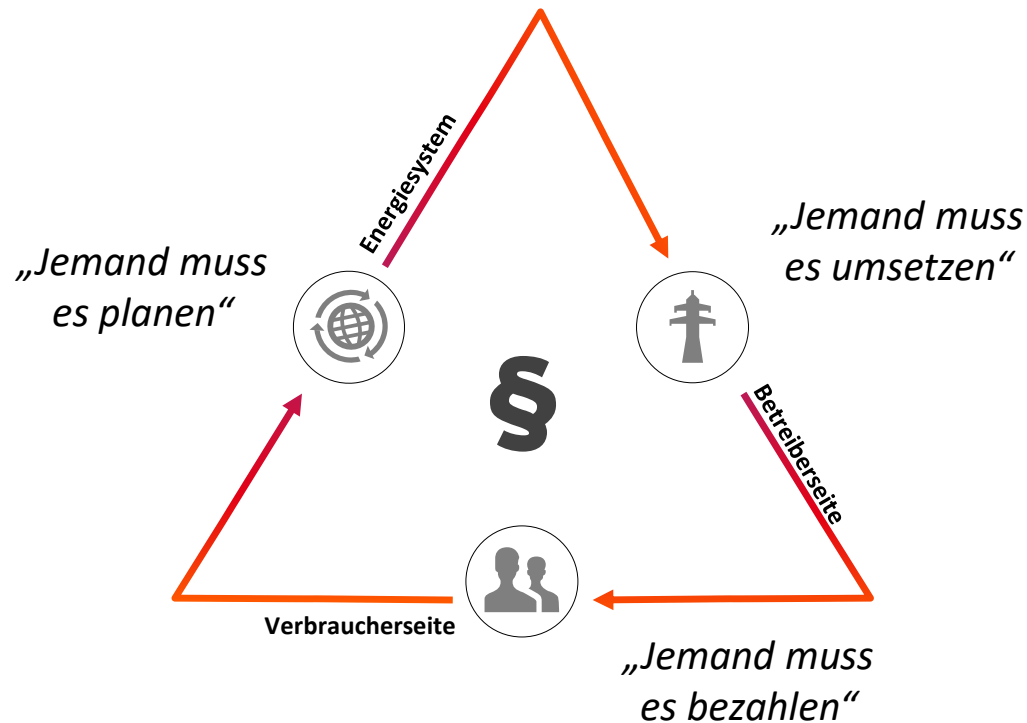 Energiesystem
„Jemand muss
es planen“
„Jemand muss
es umsetzen“
§
Betreiberseite
Verbraucherseite
„Jemand muss
es bezahlen“